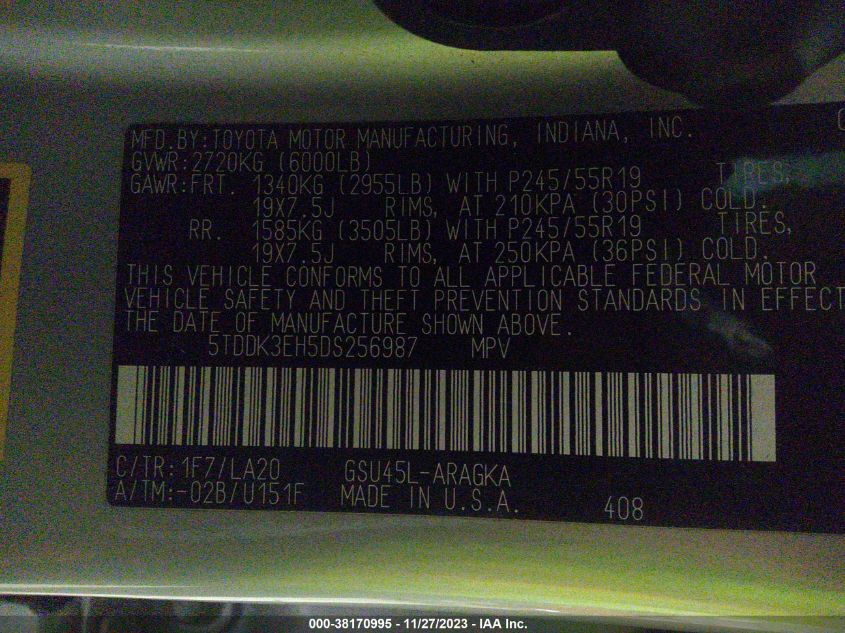 MFD.BY:TOYOTA MOTOR MANUFACTURING, INDIANA, INC.
GVWR:2720KG (6000LB)
GAWR:FRT. 1340KG (2955LB) WITH P245/55R19 TIRES,
19X7.5J RIMS, AT 210KPA (30PSI) COLD.
RR. 1585KG (3505LB) WITH P245/55R19 TIRES,
19X7.5J RIMS, AT 250KPA (36PSI) COLD.
THIS VEHICLE CONFORMS TO ALL APPLICABLE FEDERAL MOTOR
VEHICLE SAFETY AND THEFT PREVENTION STANDARDS IN EFFECT
THE DATE OF MANUFACTURE SHOWN ABOVE.
5TDDK3EH5DS256987 MPV
C/TR:1F7/LA20 GSU45L-ARAGKA
A/TM:-02B/U151F MADE IN U.S.A. 408
000-38170995 - 11/27/2023 - IAA Inc.